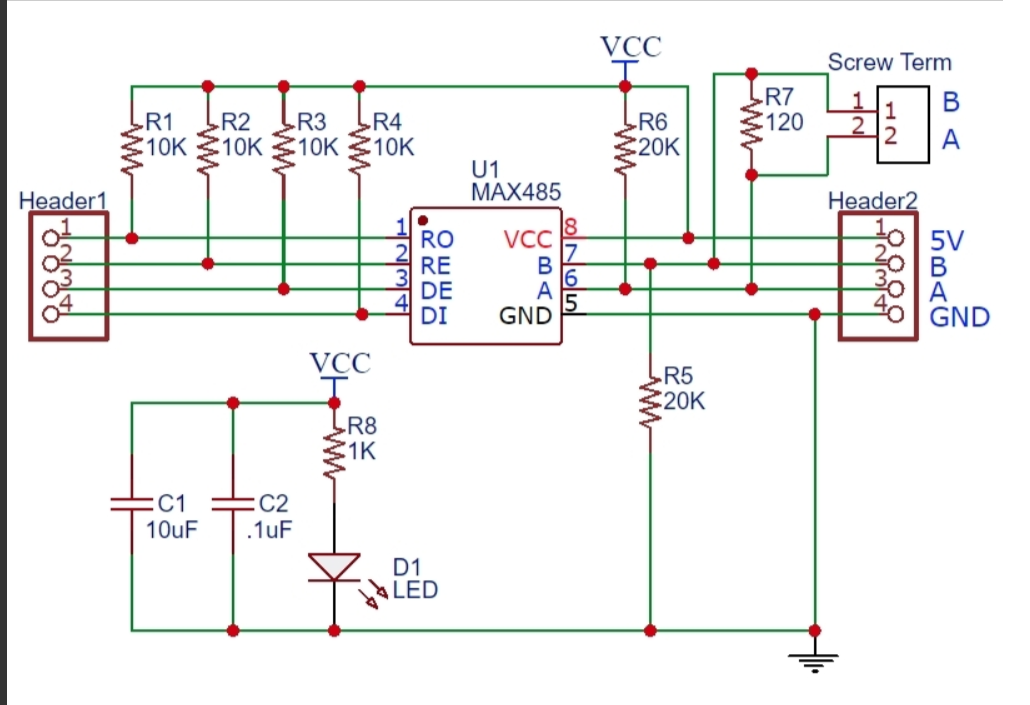 VCC
Screw Term
R1
10K
R2
10K
R3
10K
R4
10K
R6
20K
R7
120
1 1 B
2 2 A
U1
MAX485
Header1
1
2
3
4
1 RO
2 RE
3 DE
4 DI
VCC 8
B 7
A 6
GND 5
Header2
1 5V
2 B
3 A
4 GND
VCC
R8
1K
R5
20K
C1
10uF
C2
.1uF
D1
LED